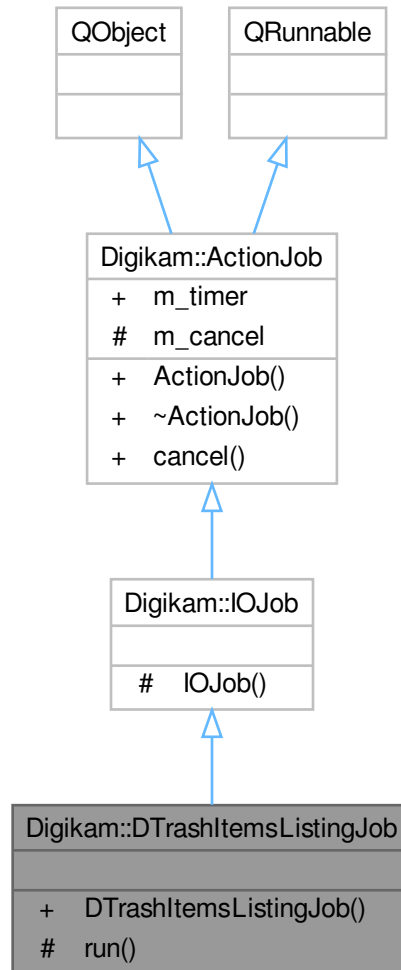 QObject
QRunnable
Digikam::ActionJob
+ m_timer
# m_cancel
+ ActionJob()
+ ~ActionJob()
+ cancel()
Digikam::IOJob
# IOJob()
Digikam::DTrashItemsListingJob
+ DTrashItemsListingJob()
# run()